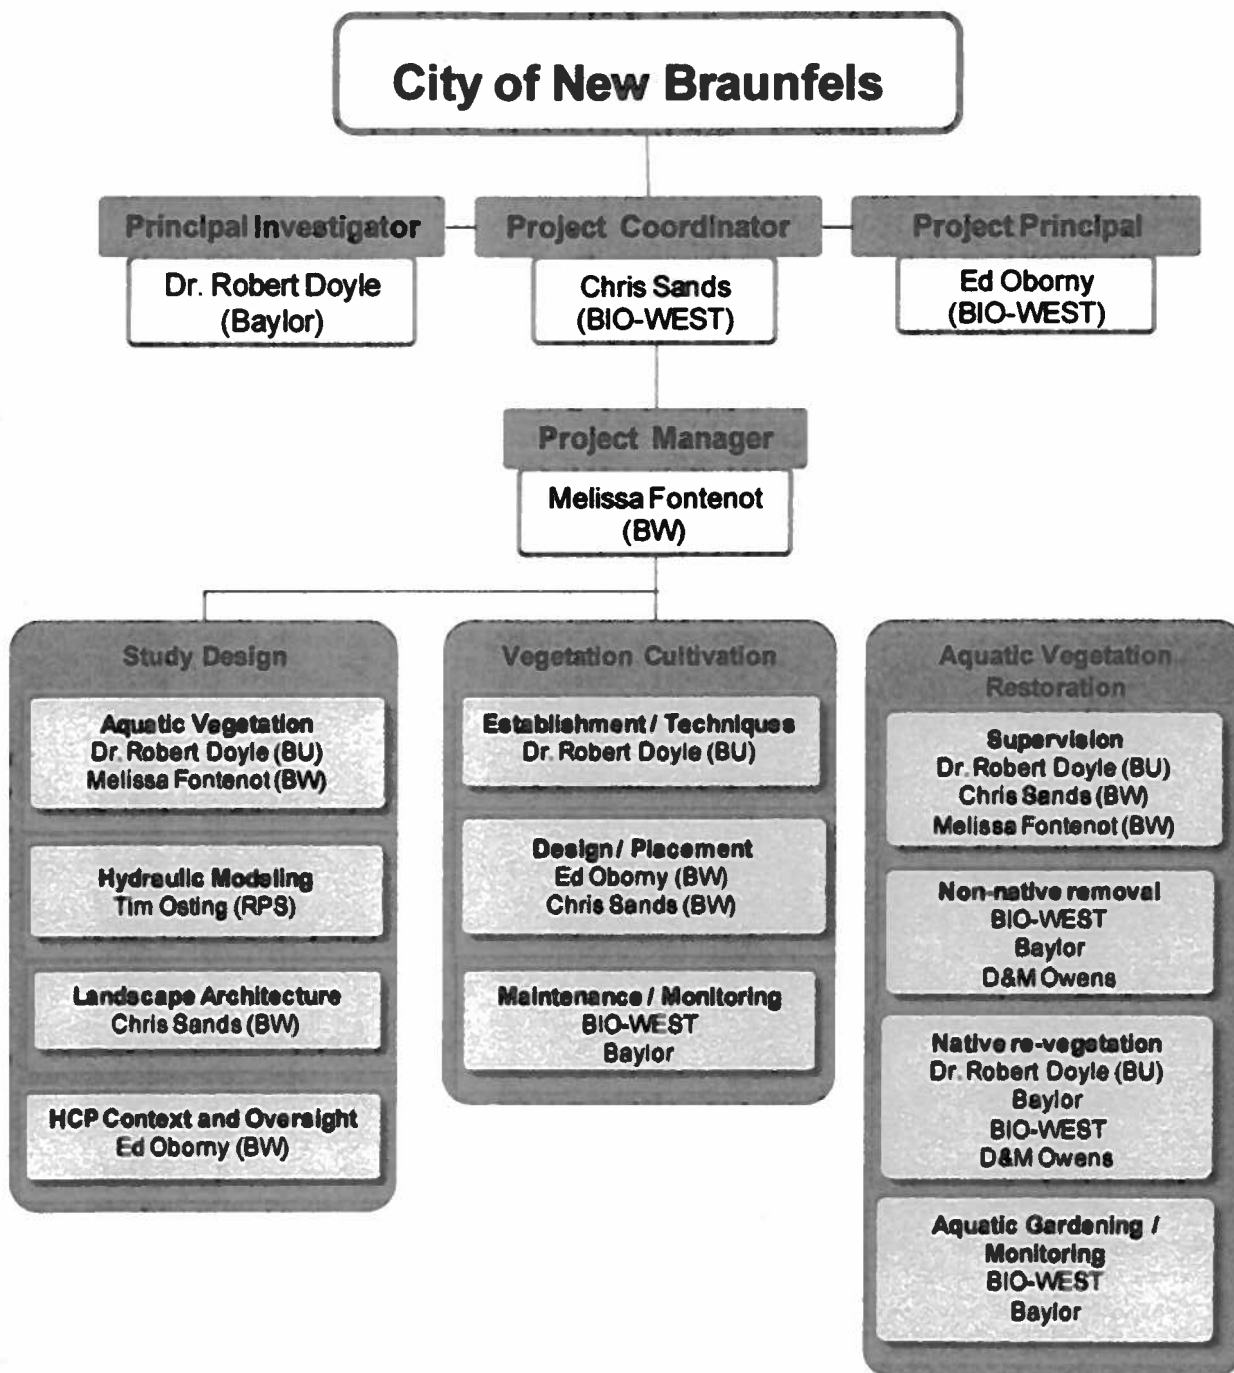 City of New Braunfels
Principal Investigator
Dr. Robert Doyle
(Baylor)
Project Coordinator
Chris Sands
(BIO-WEST)
Project Principal
Ed Oborny
(BIO-WEST)
Project Manager
Melissa Fontenot
(BW)
Study Design
Aquatic Vegetation
Dr. Robert Doyle (BU)
Melissa Fontenot (BW)
Hydraulic Modeling
Tim Osting (RPS)
Landscape Architecture
Chris Sands (BW)
HCP Context and Oversight
Ed Oborny (BW)
Vegetation Cultivation
Establishment / Techniques
Dr. Robert Doyle (BU)
Design / Placement
Ed Oborny (BW)
Chris Sands (BW)
Maintenance / Monitoring
BIO-WEST
Baylor
Aquatic Vegetation
Restoration
Supervision
Dr. Robert Doyle (BU)
Chris Sands (BW)
Melissa Fontenot (BW)
Non-native removal
BIO-WEST
Baylor
D&M Owens
Native re-vegetation
Dr. Robert Doyle (BU)
Baylor
BIO-WEST
D&M Owens
Aquatic Gardening /
Monitoring
BIO-WEST
Baylor